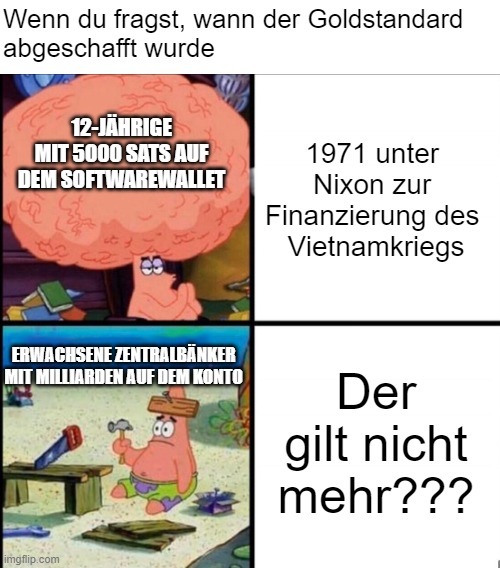 Wenn du fragst, wann der Goldstandard
abgeschafft wurde
12-JÄHRIGE
MIT 5000 SATS AUF
DEM SOFTWAREWALLET
1971 unter
Nixon zur
Finanzierung des
Vietnamkriegs
ERWACHSENE ZENTRALBÄNKER
MIT MILLIARDEN AUF DEM KONTO
Der
gilt nicht
mehr???
imgflip.com